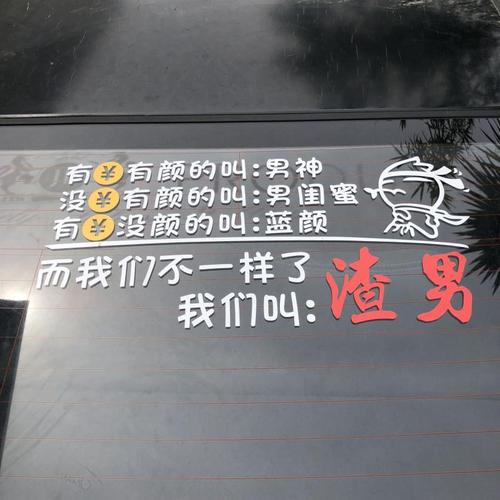 有有颜的叫:男神
没有颜的叫:男闺蜜
有没颜的叫:蓝颜
而我们不一样了
我们叫:渣男